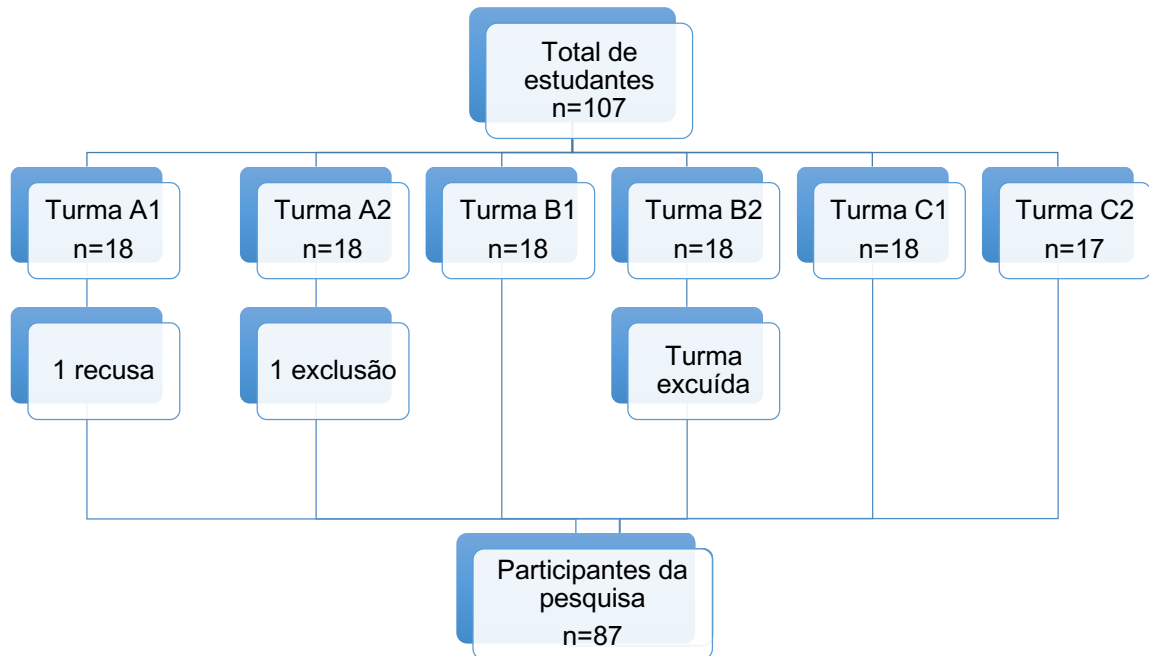 Total de
estudantes
n=107
Turma A1
n=18
Turma A2
n=18
Turma B1
n=18
Turma B2
n=18
Turma C1
n=18
Turma C2
n=17
1 recusa
1 exclusão
Turma
excuída
Participantes da
pesquisa
n=87